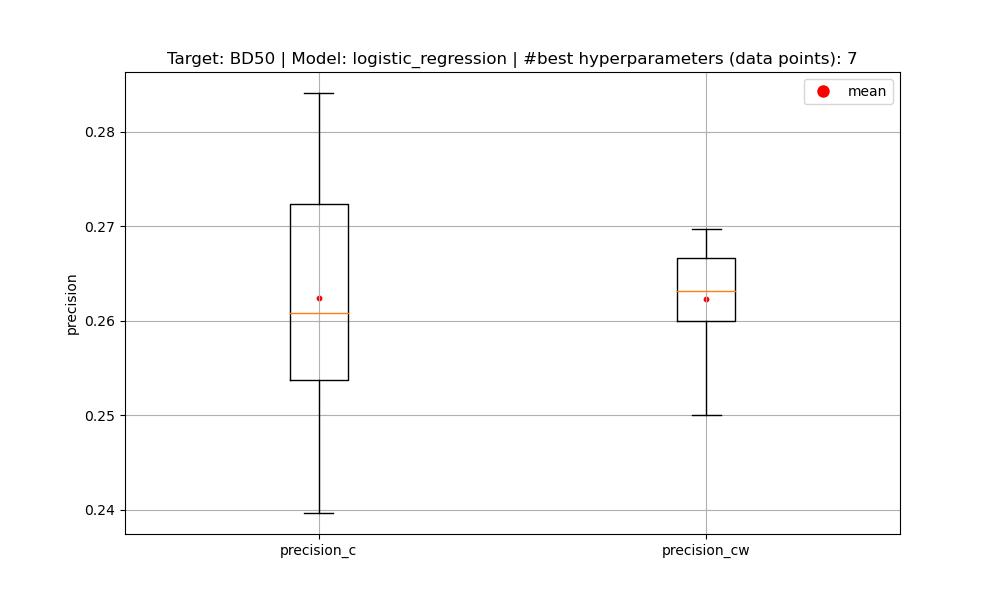 Target: BD50 | Model: logistic_regression | #best hyperparameters (data points): 7
mean
0.28
0.27
0.26
0.25
0.24
precision
precision_c
precision_cw